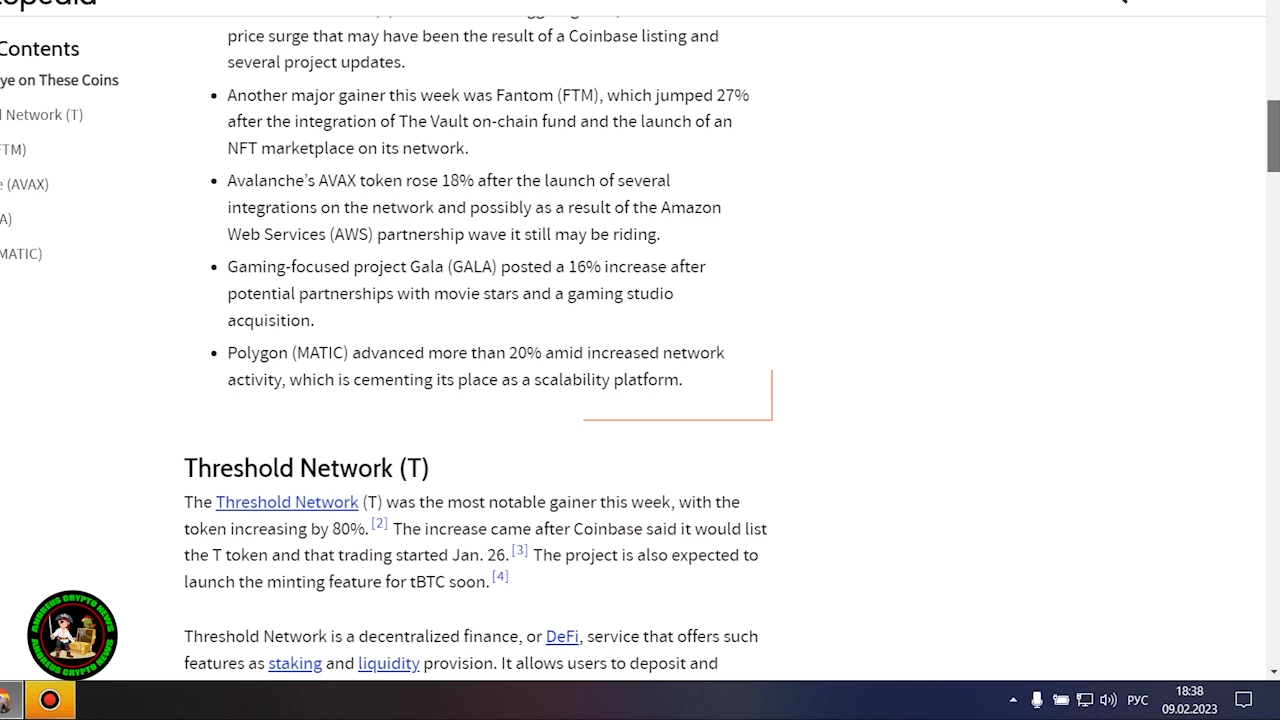 Contents
ye on These Coins
Network (T)
FTM)
(AVAX)
A)
MATIC)
price surge that may have been the result of a Coinbase listing and
several project updates.
• Another major gainer this week was Fantom (FTM), which jumped 27%
after the integration of The Vault on-chain fund and the launch of an
NFT marketplace on its network.
• Avalanche’s AVAX token rose 18% after the launch of several
integrations on the network and possibly as a result of the Amazon
Web Services (AWS) partnership wave it still may be riding.
• Gaming-focused project Gala (GALA) posted a 16% increase after
potential partnerships with movie stars and a gaming studio
acquisition.
• Polygon (MATIC) advanced more than 20% amid increased network
activity, which is cementing its place as a scalability platform.
Threshold Network (T)
The Threshold Network (T) was the most notable gainer this week, with the
token increasing by 80%. [2] The increase came after Coinbase said it would list
the T token and that trading started Jan. 26. [3] The project is also expected to
launch the minting feature for tBTC soon. [4]
Threshold Network is a decentralized finance, or DeFi, service that offers such
features as staking and liquidity provision. It allows users to deposit and
ANDREUS CRYPTO NEWS
ANDREUS CRYPTO NEWS
РУС
18:38
09.02.2023